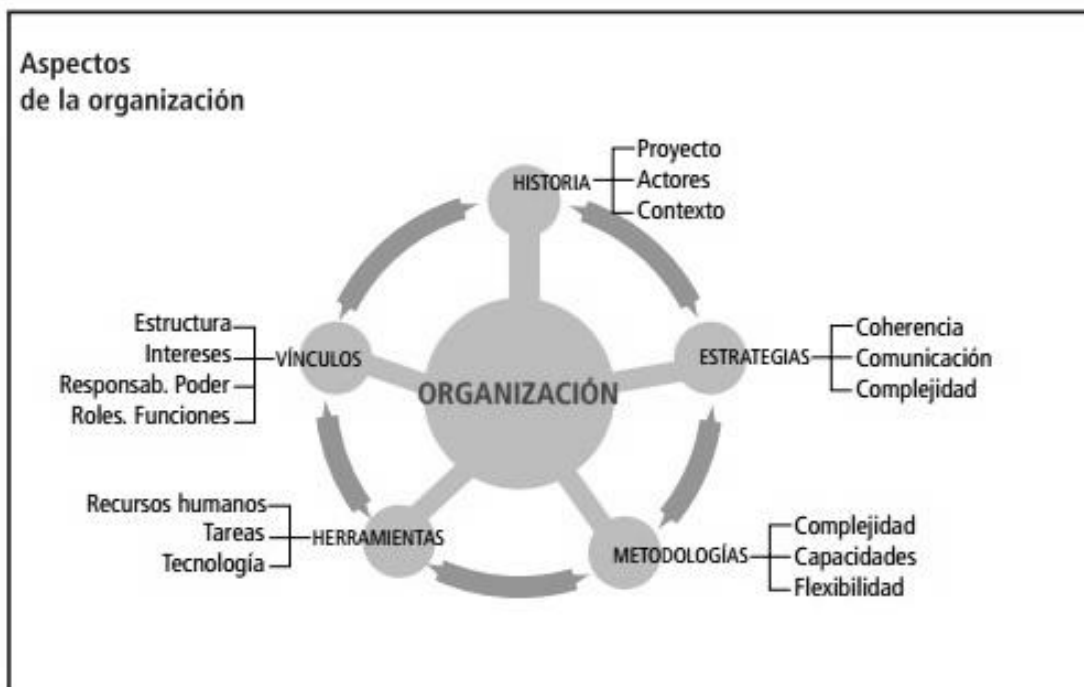 Aspectos
de la organización
HISTORIA
Proyecto
Actores
Contexto
Estructura
Intereses
Responsab. Poder
Roles. Funciones
VÍNCULOS
ORGANIZACIÓN
ESTRATEGIAS
Coherencia
Comunicación
Complejidad
Recursos humanos
Tareas
Tecnología
HERRAMIENTAS
METODOLOGÍAS
Complejidad
Capacidades
Flexibilidad